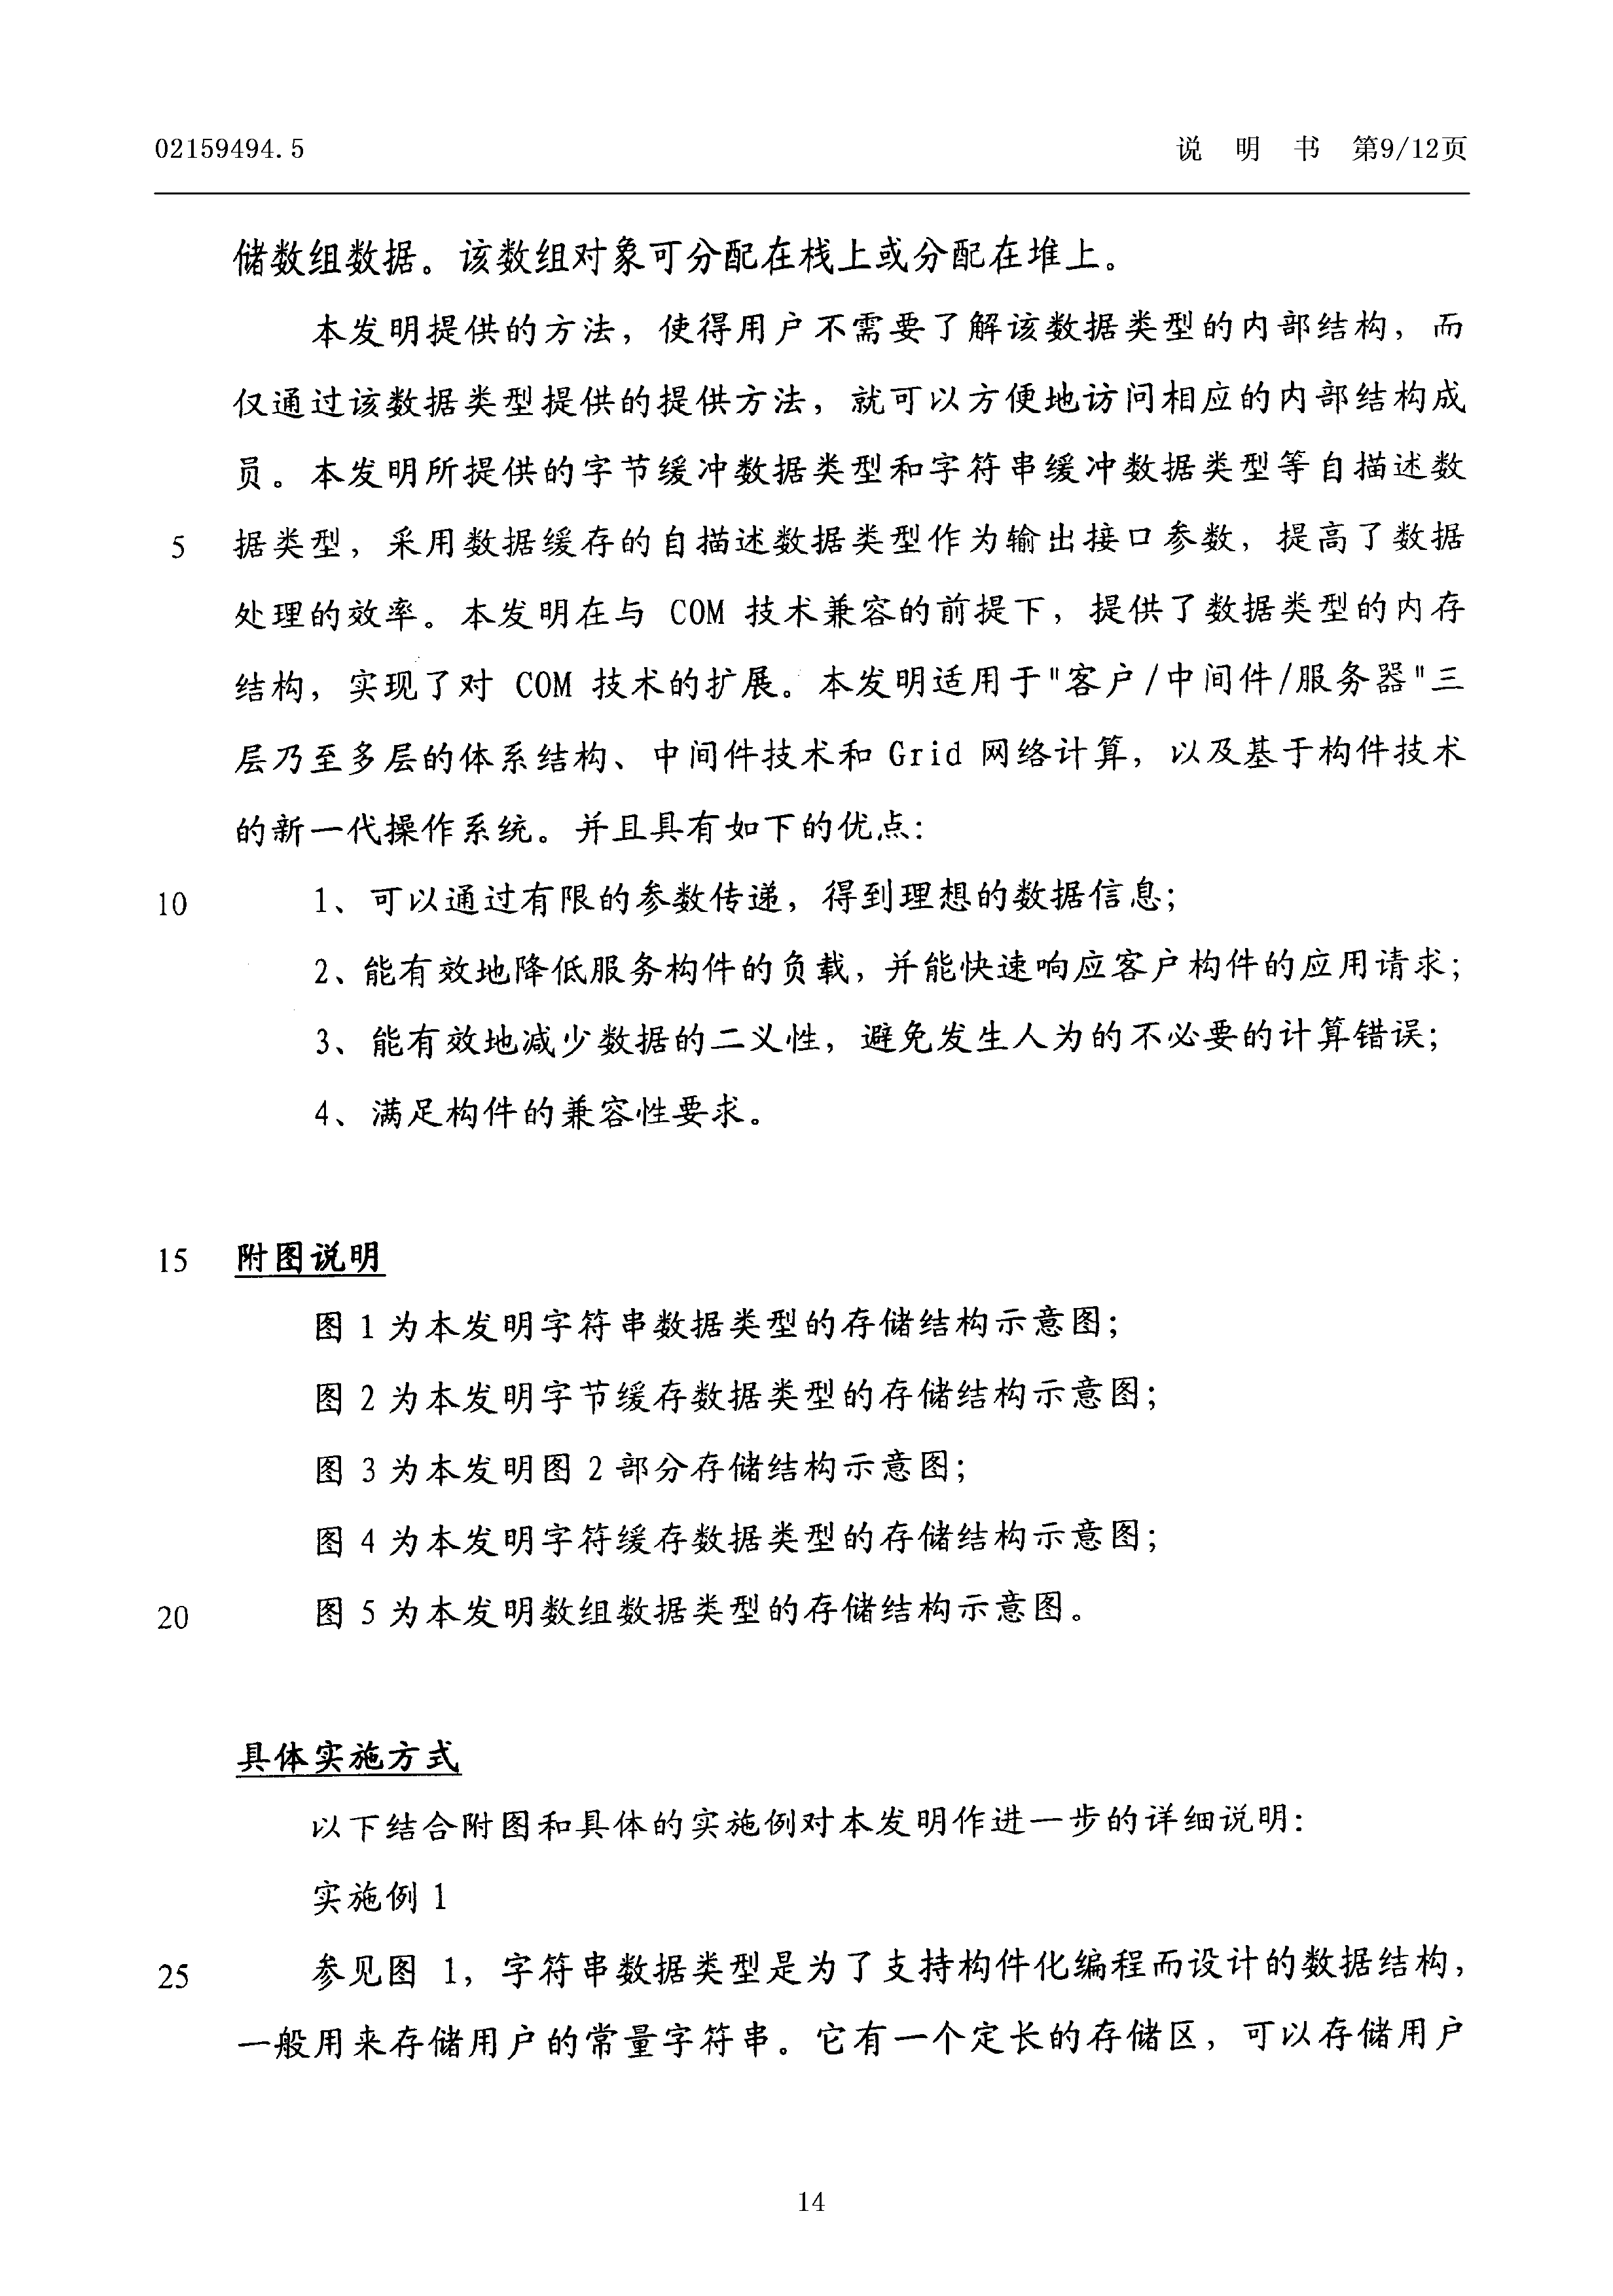 02159494.5 说 明 书 第9/12页
储数组数据。该数组对象可分配在栈上或分配在堆上。
本发明提供的方法，使得用户不需要了解该数据类型的内部结构，而
仅通过该数据类型提供的提供方法，就可以方便地访问相应的内部结构成
员。本发明所提供的字节缓冲数据类型和字符串缓冲数据类型等自描述数
5 据类型，采用数据缓存的自描述数据类型作为输出接口参数，提高了数据
处理的效率。本发明在与 COM 技术兼容的前提下，提供了数据类型的内存
结构，实现了对 COM 技术的扩展。本发明适用于"客户/中间件/服务器"三
层乃至多层的体系结构、中间件技术和 Grid 网络计算，以及基于构件技术
的新一代操作系统。并且具有如下的优点：
10 1、可以通过有限的参数传递，得到理想的数据信息；
2、能有效地降低服务构件的负载，并能快速响应客户构件的应用请求；
3、能有效地减少数据的二义性，避免发生人为的不必要的计算错误；
4、满足构件的兼容性要求。
15 附图说明
图 1 为本发明字符串数据类型的存储结构示意图；
图 2 为本发明字节缓存数据类型的存储结构示意图；
图 3 为本发明图 2 部分存储结构示意图；
图 4 为本发明字符缓存数据类型的存储结构示意图；
20 图 5 为本发明数组数据类型的存储结构示意图。
具体实施方式
以下结合附图和具体的实施例对本发明作进一步的详细说明：
实施例 1
25 参见图 1，字符串数据类型是为了支持构件化编程而设计的数据结构，
一般用来存储用户的常量字符串。它有一个定长的存储区，可以存储用户
14